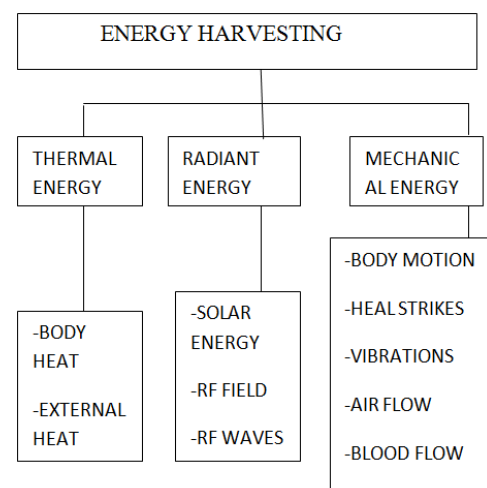 ENERGY HARVESTING
THERMAL
ENERGY
RADIANT
ENERGY
MECHANIC
AL ENERGY
-BODY
HEAT
-EXTERNAL
HEAT
-SOLAR
ENERGY
-RF FIELD
-RF WAVES
-BODY MOTION
-HEAL STRIKES
-VIBRATIONS
-AIR FLOW
-BLOOD FLOW